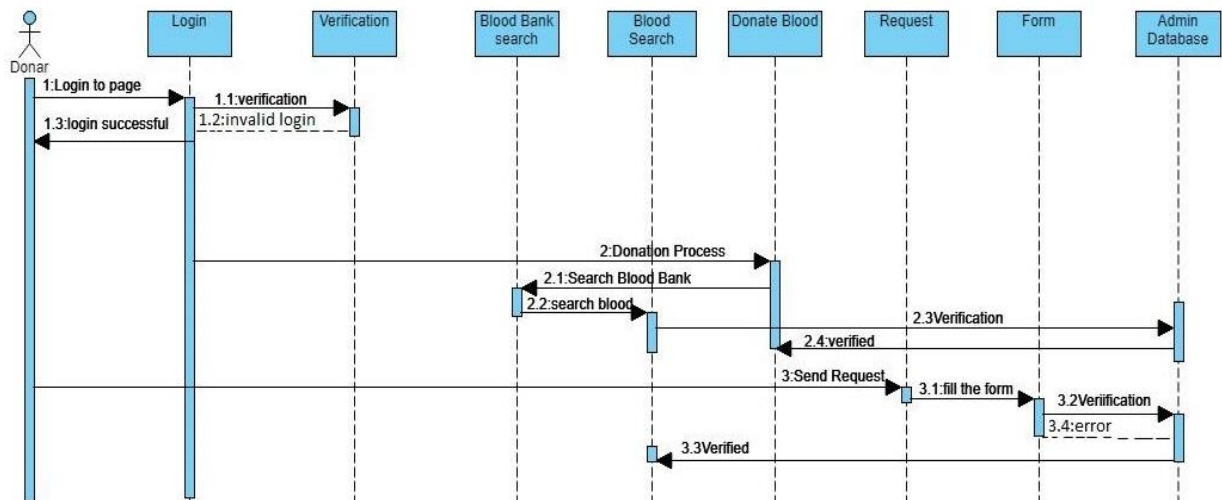 Donar
Login
Verification
Blood Bank
search
Blood
Search
Donate Blood
Request
Form
Admin
Database
1:Login to page
1.1:verification
1.2:invalid login
1.3:login successful
2:Donation Process
2.1:Search Blood Bank
2.2:search blood
2.3Verification
2.4:verified
3:Send Request
3.1:fill the form
3.2Veriification
3.4:error
3.3Verified